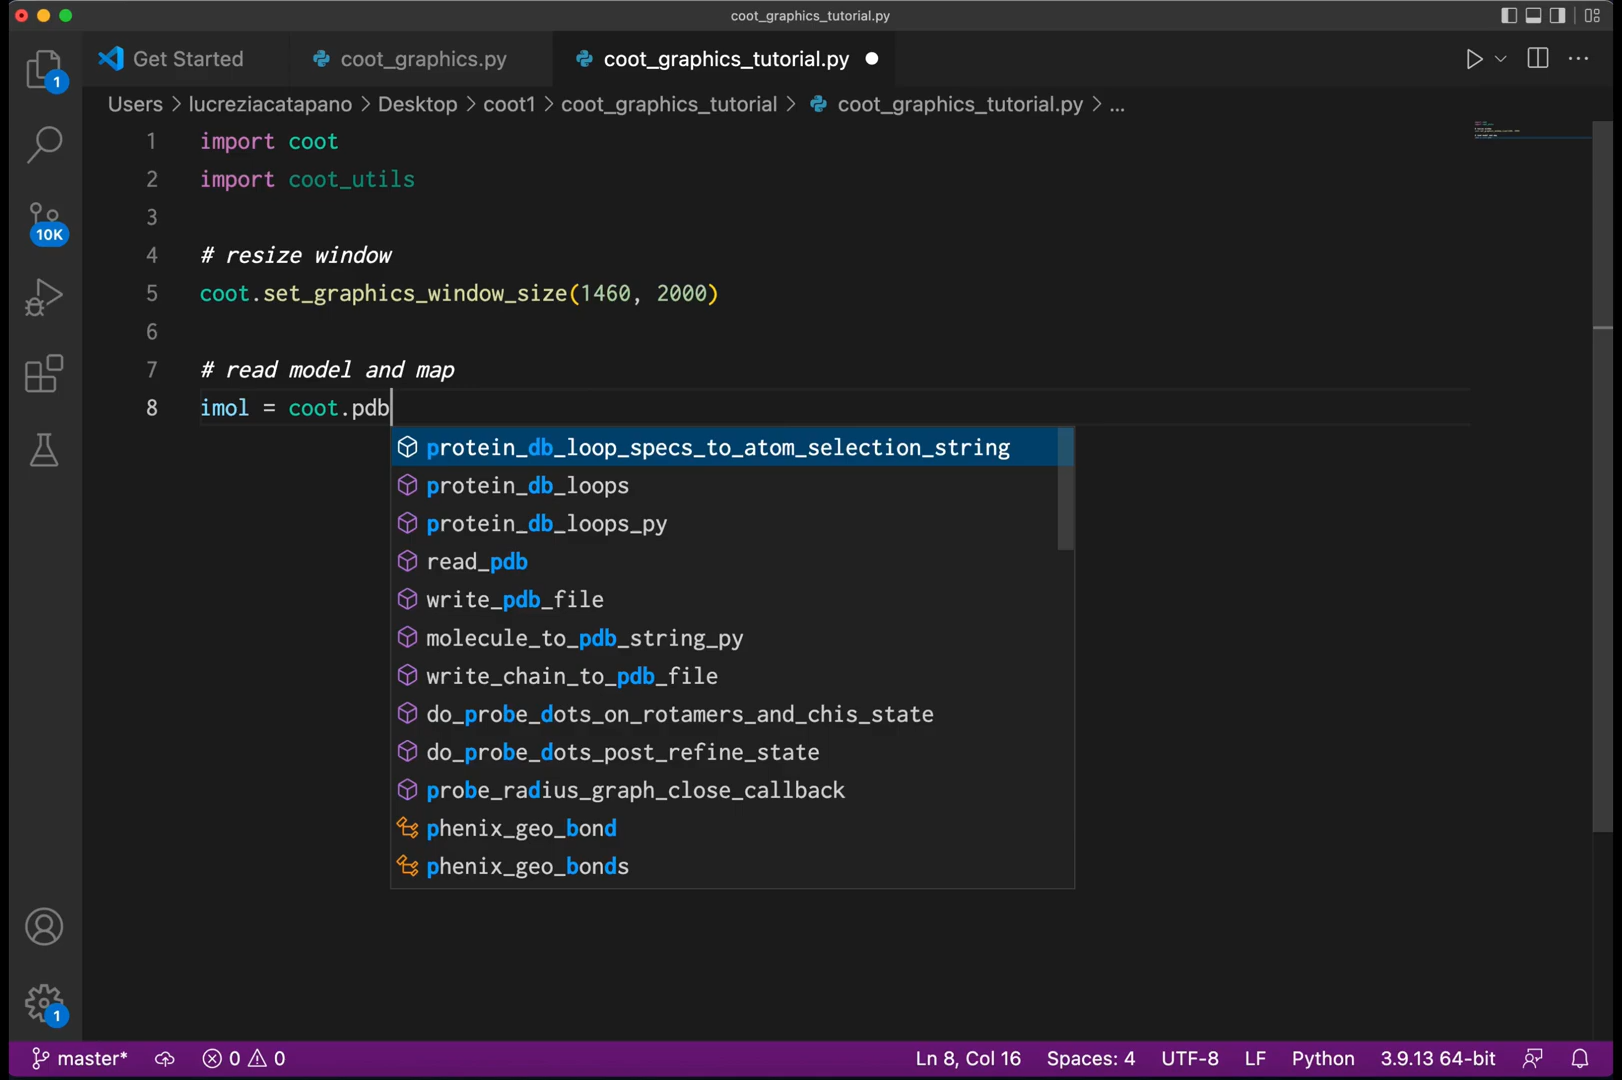 coot_graphics_tutorial.py
Get Started
coot_graphics.py
coot_graphics_tutorial.py
Users > lucreziacatapano > Desktop > coot1 > coot_graphics_tutorial > coot_graphics_tutorial.py > ...
1
10K
1 import coot
2 import coot_utils
3
4 # resize window
5 coot.set_graphics_window_size(1460, 2000)
6
7 # read model and map
8 imol = coot.pdb
protein_db_loop_specs_to_atom_selection_string
protein_db_loops
protein_db_loops_py
read_pdb
write_pdb_file
molecule_to_pdb_string_py
write_chain_to_pdb_file
do_probe_dots_on_rotamers_and_chis_state
do_probe_dots_post_refine_state
probe_radius_graph_close_callback
phenix_geo_bond
phenix_geo_bonds
1
master* 0 0 Ln 8, Col 16 Spaces: 4 UTF-8 LF Python 3.9.13 64-bit